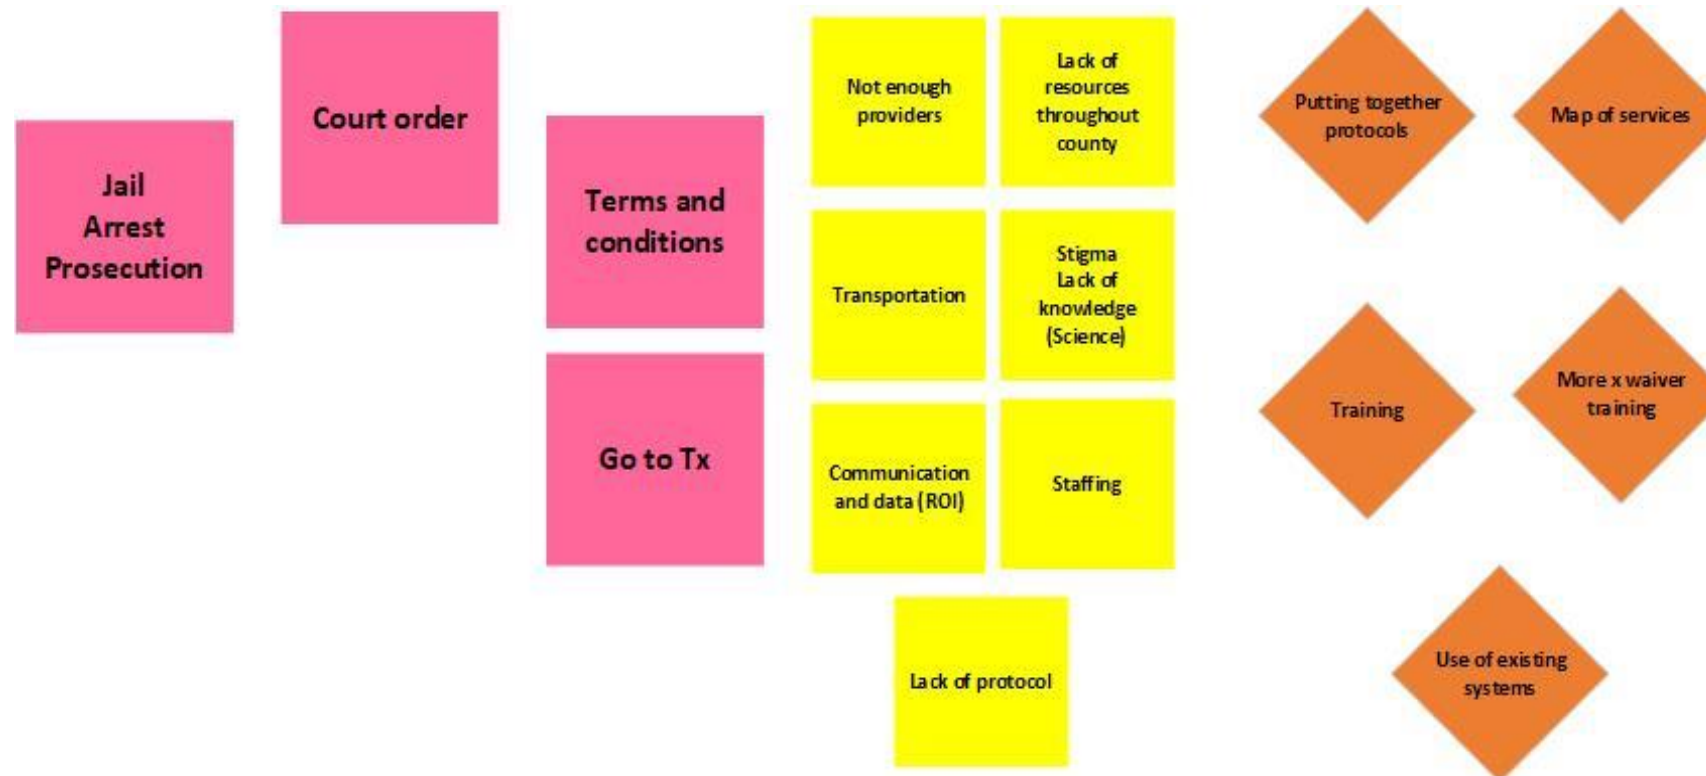 Jail
Arrest
Prosecution
Court order
Terms and
conditions
Go to Tx
Not enough
providers
Lack of
resources
throughout
county
Transportation
Stigma
Lack of
knowledge
(Science)
Communication
and data (ROI)
Staffing
Lack of protocol
Putting together
protocols
Map of services
Training
More x waiver
training
Use of existing
systems